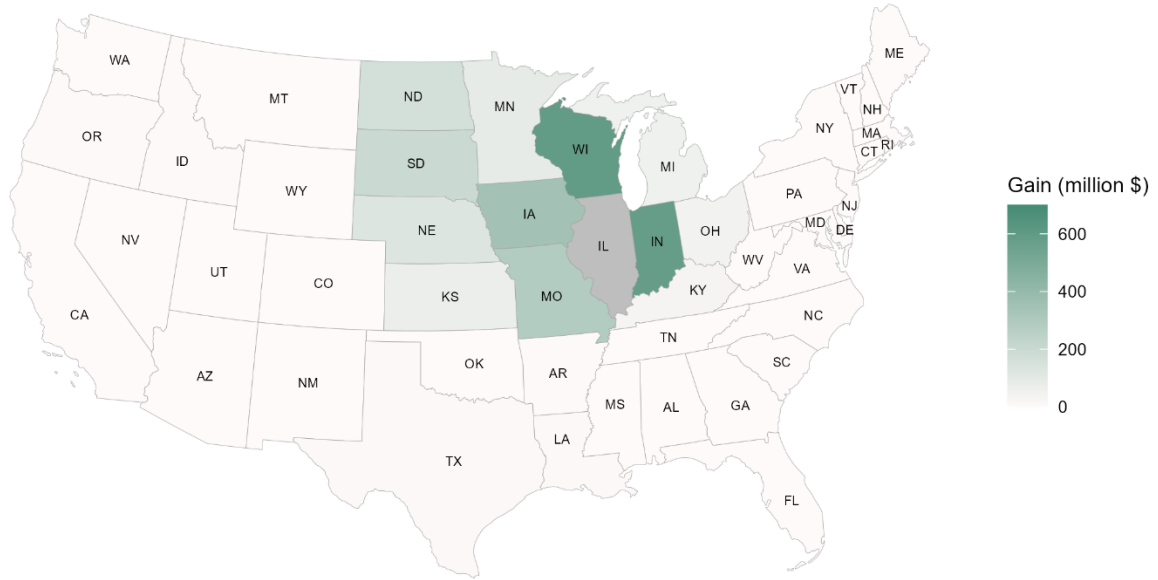 WA
MT
ND
MN
ME
VT
NH
OR
ID
SD
WI
NY
MA
CT
RI
WY
MI
PA
NJ
IA
NE
NV
UT
CO
IL
IN
OH
MD
DE
WV
VA
KS
MO
KY
CA
NC
TN
AZ
NM
OK
AR
SC
MS
AL
GA
LA
TX
FL
Gain (million $)
600
400
200
0